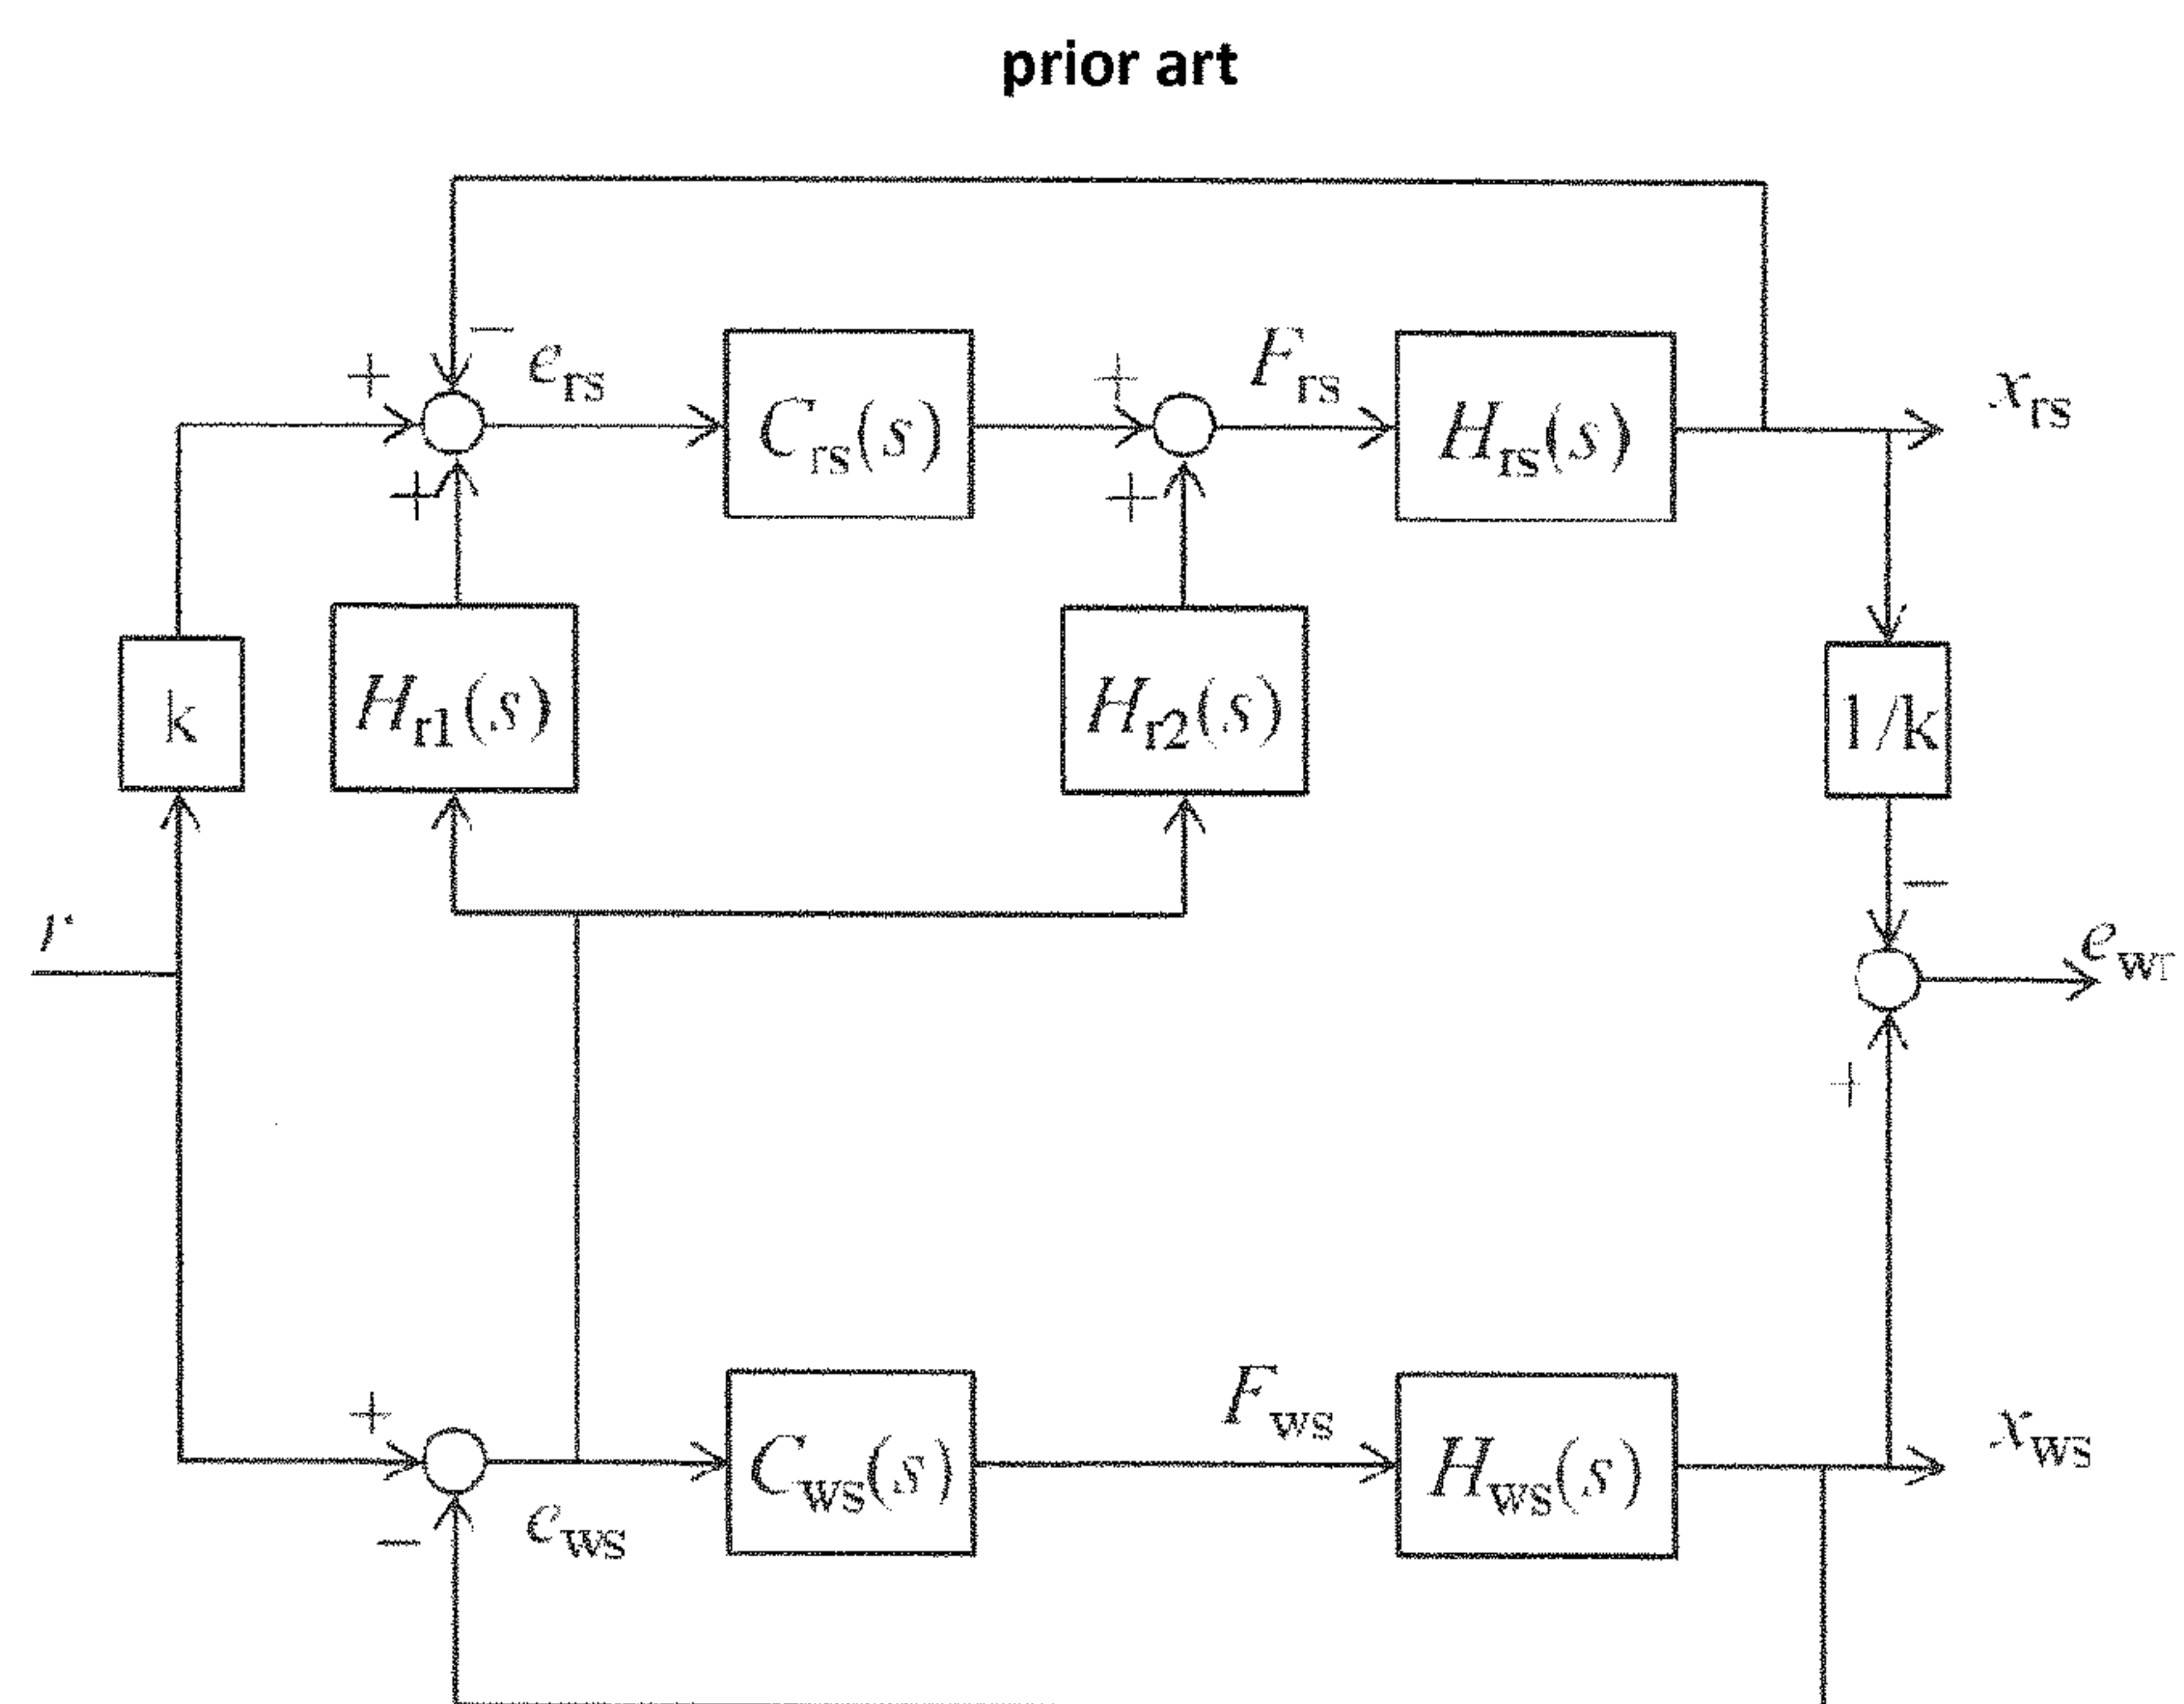 prior art
−
+ e_rs + F_rs x_rs
C_rs(s) H_rs(s)
+ +
k H_r1(s) H_r2(s) 1/k
−
r e_wr
+
+ F_ws x_ws
C_ws(s) H_ws(s)
− e_ws